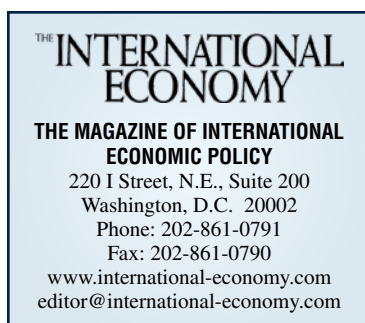 THE INTERNATIONAL
ECONOMY
THE MAGAZINE OF INTERNATIONAL
ECONOMIC POLICY
220 I Street, N.E., Suite 200
Washington, D.C. 20002
Phone: 202-861-0791
Fax: 202-861-0790
www.international-economy.com
editor@international-economy.com